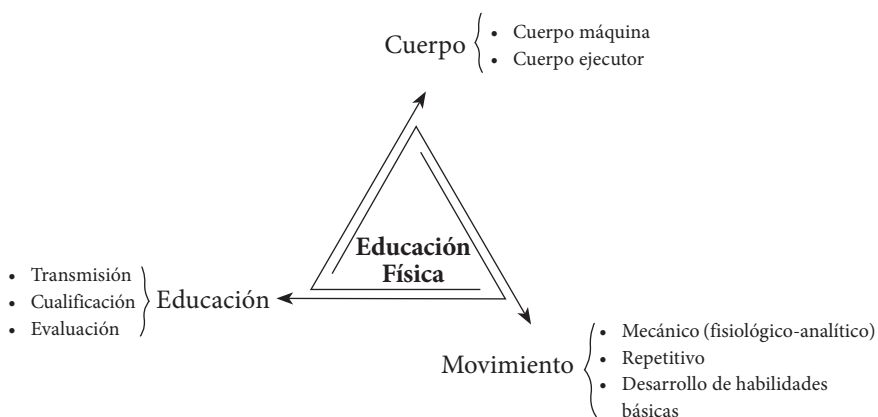 Cuerpo
• Cuerpo máquina
• Cuerpo ejecutor
Educación
Física
• Transmisión
• Cualificación
• Evaluación
Educación
Movimiento
• Mecánico (fisiológico-analítico)
• Repetitivo
• Desarrollo de habilidades
básicas